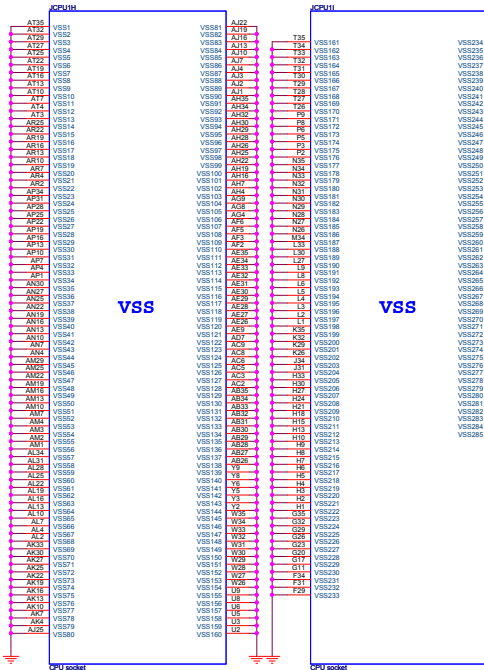 JCPU1H
AT35 VSS1 VSS81 AJ22
AT32 VSS2 VSS82 AJ19
AT29 VSS3 VSS83 AJ16
AT27 VSS4 VSS84 AJ13
AT25 VSS5 VSS85 AJ10
AT22 VSS6 VSS86 AJ7
AT19 VSS7 VSS87 AJ4
AT16 VSS8 VSS88 AJ3
AT13 VSS9 VSS89 AJ2
AT10 VSS10 VSS90 AJ1
AT7 VSS11 VSS91 AH35
AT4 VSS12 VSS92 AH34
AT3 VSS13 VSS93 AH32
AR25 VSS14 VSS94 AH30
AR22 VSS15 VSS95 AH29
AR19 VSS16 VSS96 AH28
AR16 VSS17 VSS97 AH26
AR13 VSS18 VSS98 AH25
AR10 VSS19 VSS99 AH22
AR7 VSS20 VSS100 AH19
AR4 VSS21 VSS101 AH16
AR2 VSS22 VSS102 AH7
AP34 VSS23 VSS103 AH4
AP31 VSS24 VSS104 AG9
AP28 VSS25 VSS105 AG8
AP25 VSS26 VSS106 AG4
AP22 VSS27 VSS107 AF6
AP19 VSS28 VSS108 AF5
AP16 VSS29 VSS109 AF3
AP13 VSS30 VSS110 AF2
AP10 VSS31 VSS111 AE35
AP7 VSS32 VSS112 AE34
AP4 VSS33 VSS113 AE33
AP1 VSS34 VSS114 AE32
AN30 VSS35 VSS115 AE31
AN27 VSS36 VSS116 AE30
AN25 VSS37 VSS117 AE29
AN22 VSS38 VSS118 AE28
AN19 VSS39 VSS119 AE27
AN16 VSS40 VSS120 AE26
AN13 VSS41 VSS121 AE9
AN10 VSS42 VSS122 AD7
AN7 VSS43 VSS123 AC9
AN4 VSS44 VSS124 AC8
AM29 VSS45 VSS125 AC6
AM25 VSS46 VSS126 AC5
AM22 VSS47 VSS127 AC3
AM19 VSS48 VSS128 AC2
AM16 VSS49 VSS129 AB35
AM13 VSS50 VSS130 AB34
AM10 VSS51 VSS131 AB33
AM7 VSS52 VSS132 AB32
AM4 VSS53 VSS133 AB31
AM3 VSS54 VSS134 AB30
AM2 VSS55 VSS135 AB29
AM1 VSS56 VSS136 AB28
AL34 VSS57 VSS137 AB27
AL31 VSS58 VSS138 AB26
AL28 VSS59 VSS139 Y9
AL25 VSS60 VSS140 Y8
AL22 VSS61 VSS141 Y6
AL19 VSS62 VSS142 Y5
AL16 VSS63 VSS143 Y3
AL13 VSS64 VSS144 Y2
AL10 VSS65 VSS145 W35
AL7 VSS66 VSS146 W34
AL4 VSS67 VSS147 W33
AL2 VSS68 VSS148 W32
AK33 VSS69 VSS149 W31
AK30 VSS70 VSS150 W30
AK27 VSS71 VSS151 W29
AK25 VSS72 VSS152 W28
AK22 VSS73 VSS153 W27
AK19 VSS74 VSS154 W26
AK16 VSS75 VSS155 U9
AK13 VSS76 VSS156 U8
AK10 VSS77 VSS157 U6
AK7 VSS78 VSS158 U5
AK4 VSS79 VSS159 U3
AJ25 VSS80 VSS160 U2
VSS
CPU socket
JCPU1I
T35 VSS161 VSS234
T34 VSS162 VSS235
T33 VSS163 VSS236
T32 VSS164 VSS237
T31 VSS165 VSS238
T30 VSS166 VSS239
T29 VSS167 VSS240
T28 VSS168 VSS241
T27 VSS169 VSS242
T26 VSS170 VSS243
P9 VSS171 VSS244
P8 VSS172 VSS245
P6 VSS173 VSS246
P5 VSS174 VSS247
P3 VSS175 VSS248
P2 VSS176 VSS249
N35 VSS177 VSS250
N34 VSS178 VSS251
N33 VSS179 VSS252
N32 VSS180 VSS253
N31 VSS181 VSS254
N30 VSS182 VSS255
N29 VSS183 VSS256
N28 VSS184 VSS257
N27 VSS185 VSS258
N26 VSS186 VSS259
M34 VSS187 VSS260
L33 VSS188 VSS261
L30 VSS189 VSS262
L27 VSS190 VSS263
L9 VSS191 VSS264
L8 VSS192 VSS265
L6 VSS193 VSS266
L5 VSS194 VSS267
L4 VSS195 VSS268
L3 VSS196 VSS269
L2 VSS197 VSS270
L1 VSS198 VSS271
K35 VSS199 VSS272
K32 VSS200 VSS273
K29 VSS201 VSS274
K26 VSS202 VSS275
J34 VSS203 VSS276
J31 VSS204 VSS277
H33 VSS205 VSS278
H30 VSS206 VSS279
H27 VSS207 VSS280
H24 VSS208 VSS281
H21 VSS209 VSS282
H18 VSS210 VSS283
H15 VSS211 VSS284
H13 VSS212 VSS285
H10 VSS213
H9 VSS214
H8 VSS215
H7 VSS216
H6 VSS217
H5 VSS218
H4 VSS219
H3 VSS220
H2 VSS221
H1 VSS222
G35 VSS223
G32 VSS224
G29 VSS225
G26 VSS226
G23 VSS227
G20 VSS228
G17 VSS229
G11 VSS230
F34 VSS231
F31 VSS232
F29 VSS233
VSS
CPU socket